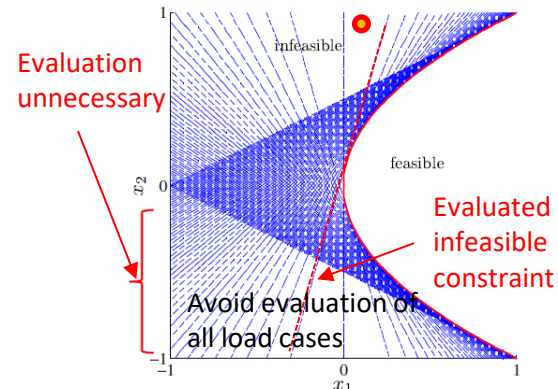 1
infeasible
Evaluation
unnecessary
x2
0
feasible
Evaluated
infeasible
constraint
Avoid evaluation of
all load cases
−1
-1
0
1
x1